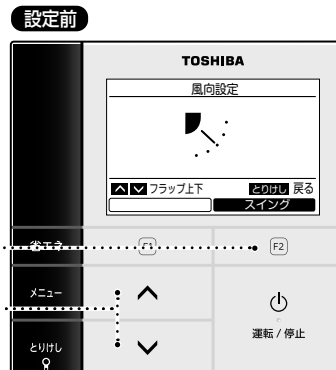 設定前
TOSHIBA
風向設定
フラップ上下
とりけし 戻る
スイング
省エネ
F1
F2
メニュー
運転/停止
とりけし